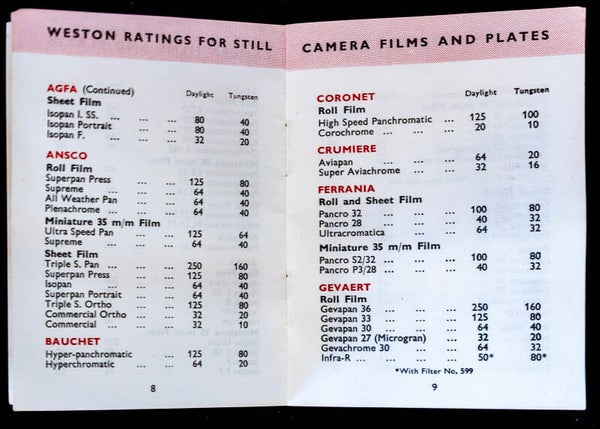 WESTON RATINGS FOR STILL
AGFA (Continued) Daylight Tungsten
Sheet Film
Isopan I. SS. ... ... 80 40
Isopan Portrait ... ... 80 40
Isopan F. ... ... 32 20
ANSCO
Roll Film
Superpan Press ... ... 125 80
Supreme ... ... ... 64 40
All Weather Pan ... ... 64 40
Plenachrome ... ... ... 64 40
Miniature 35 m/m Film
Ultra Speed Pan ... ... 125 64
Supreme ... ... ... 64 40
Sheet Film
Triple S. Pan ... ... ... 250 160
Superpan Press ... ... 125 80
Isopan ... ... ... 64 40
Superpan Portrait ... ... 64 40
Triple S. Ortho ... ... 125 80
Commercial Ortho ... ... 32 20
Commercial ... ... ... 32 10
BAUCHET
Hyper-panchromatic ... 125 80
Hyperchromatic ... ... 64 20
8
CAMERA FILMS AND PLATES
Daylight Tungsten
CORONET
Roll Film
High Speed Panchromatic ... 125 100
Corochrome ... ... ... 20 10
CRUMIERE
Aviapan ... ... ... 64 20
Super Aviachrome ... ... 32 16
FERRANIA
Roll and Sheet Film
Pancro 32 ... ... ... 100 80
Pancro 28 ... ... ... 40 32
Ultracromatica ... ... 64 32
Miniature 35 m/m Film
Pancro S2/32 ... ... ... 100 80
Pancro P3/28 ... ... ... 40 32
GEVAERT
Roll Film
Gevapan 36 ... ... ... 250 160
Gevapan 33 ... ... ... 125 80
Gevapan 30 ... ... ... 64 40
Gevapan 27 (Microgran) ... 32 20
Gevachrome 30 ... ... 64 32
Infra-R ... ... ... ... 50* 80*
*With Filter No. 599
9